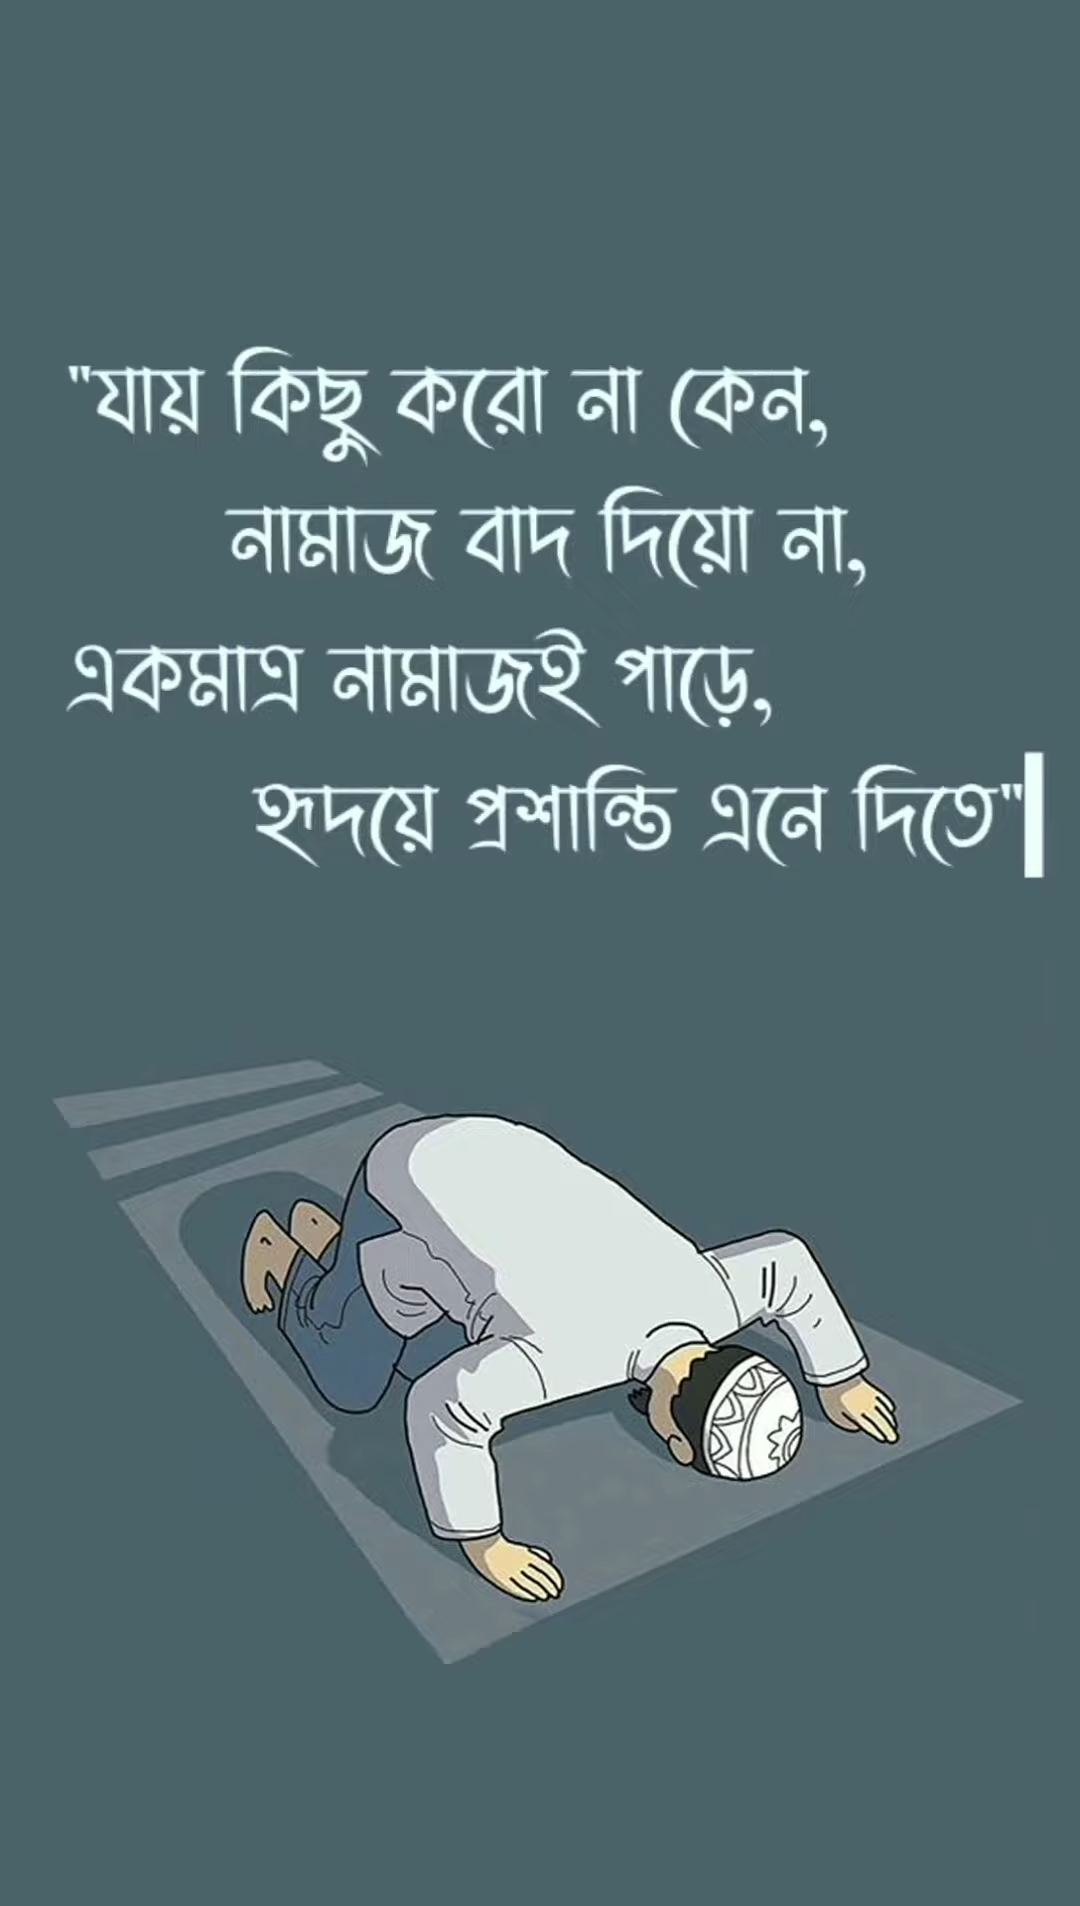 "যায় কিছু করো না কেন,
নামাজ বাদ দিয়ো না,
একমাত্র নামাজই পাড়ে,
হৃদয়ে প্রশান্তি এনে দিতে"